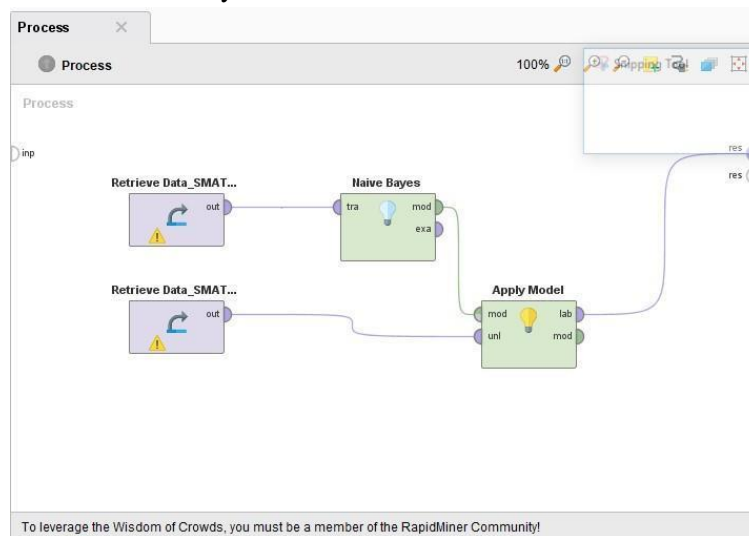 Process
Process
100%
Snipping Tool
Process
inp
res
res
Retrieve Data_SMAT...
out
Naive Bayes
tra
mod
exa
Retrieve Data_SMAT...
out
Apply Model
mod
lab
unl
mod
To leverage the Wisdom of Crowds, you must be a member of the RapidMiner Community!